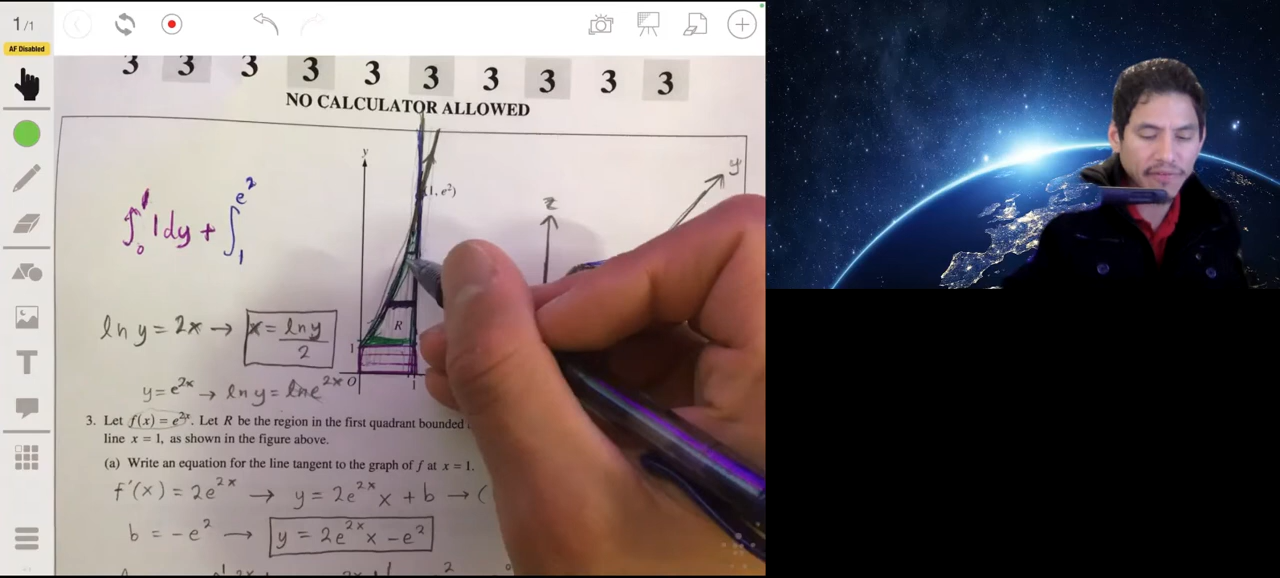 1/1
AF Disabled
3 3 3 3 3 3 3 3 3 3
NO CALCULATOR ALLOWED
y
(1, e²)
z
y
∫₀¹ 1dy + ∫₁^{e²}
ln y = 2x → x = ln y / 2
R
1
O
1
y = e^{2x} → ln y = ln e^{2x}
3. Let f(x) = e^{2x}. Let R be the region in the first quadrant bounded
line x = 1, as shown in the figure above.
(a) Write an equation for the line tangent to the graph of f at x = 1.
f'(x) = 2e^{2x} → y = 2e^{2x} x + b → (
b = -e² → y = 2e^{2x} x - e²
T